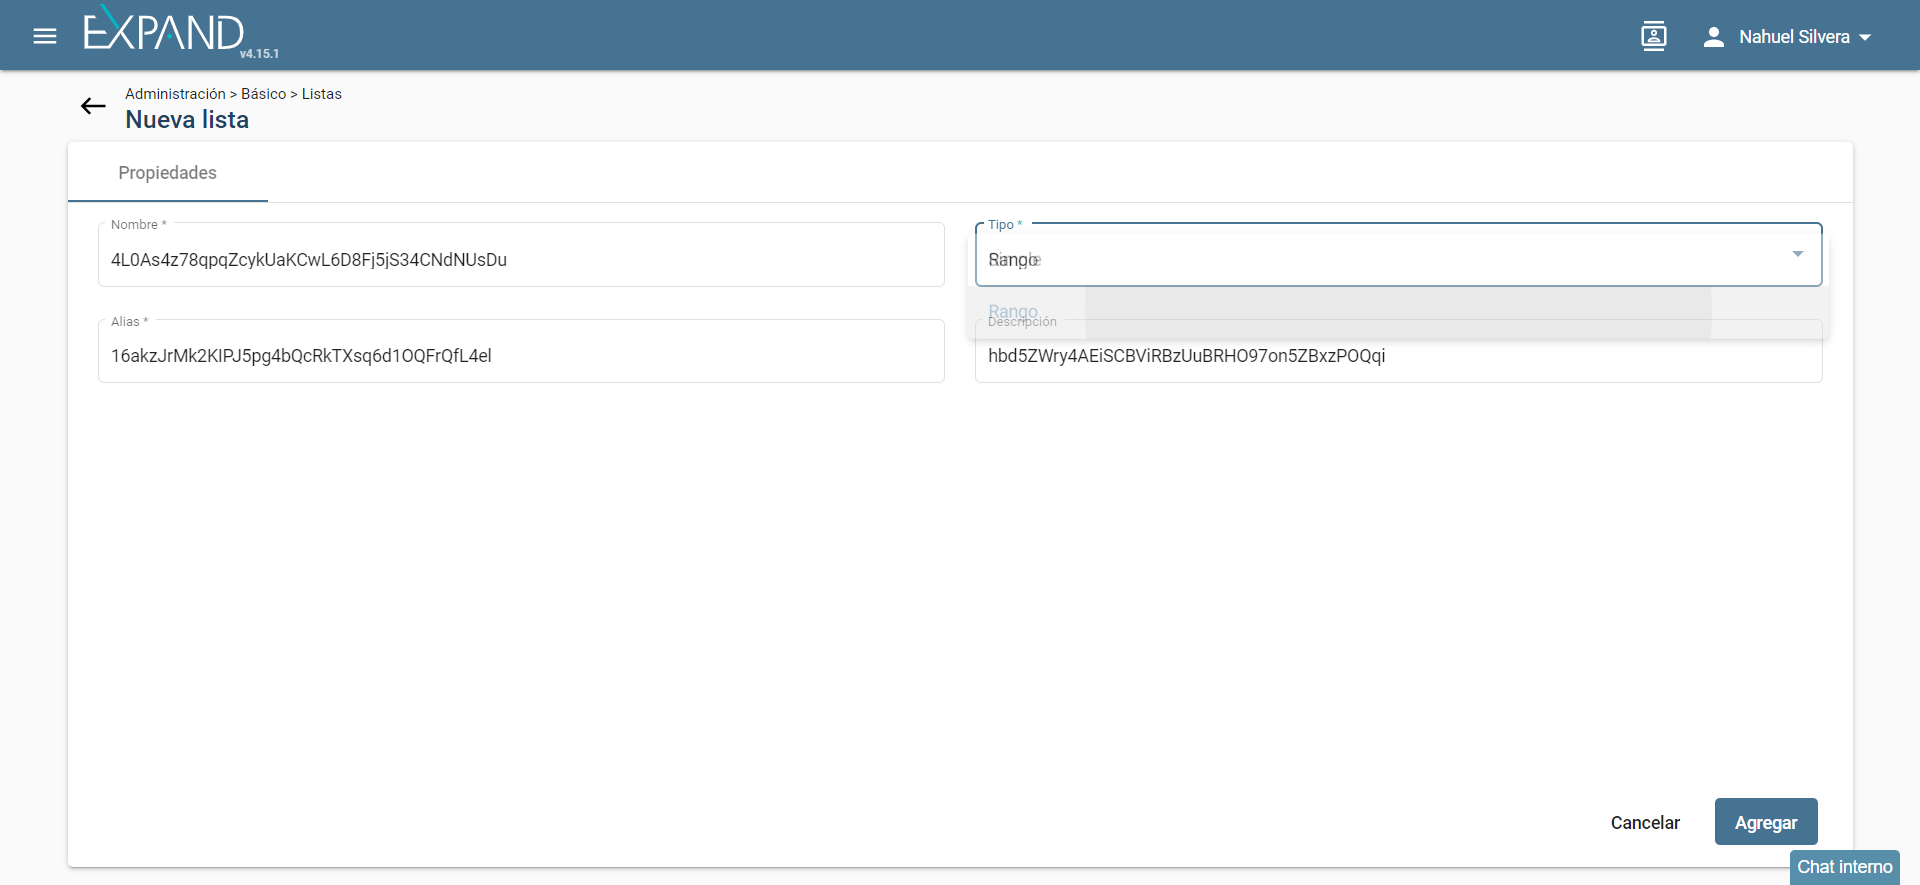 EXPAND
v4.15.1
Nahuel Silvera
Administración > Básico > Listas
Nueva lista
Propiedades
Nombre *
4L0As4z78qpqZcykUaKCwL6D8Fj5jS34CNdNUsDu
Tipo *
Rango
Rango
Alias *
16akzJrMk2KIPJ5pg4bQcRkTXsq6d1OQFrQfL4el
Descripción
hbd5ZWry4AEiSCBViRBzUuBRHO97on5ZBxzPOQqi
Cancelar
Agregar
Chat interno